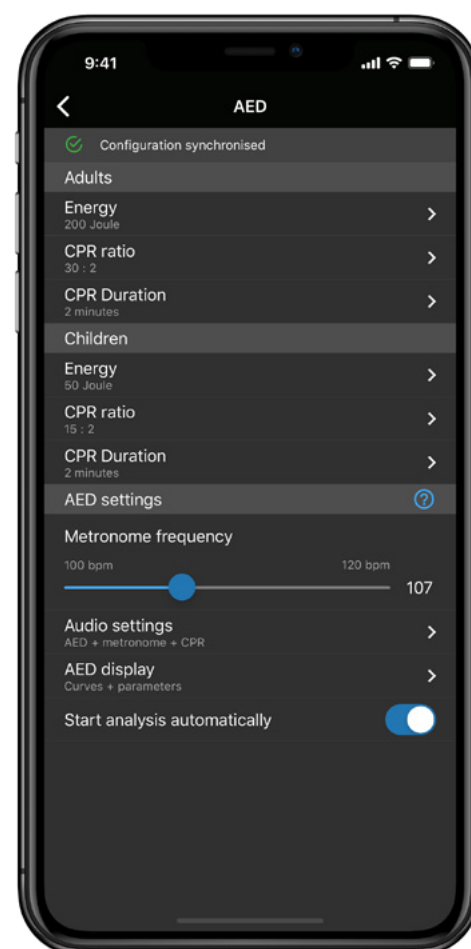 9:41
AED
Configuration synchronised
Adults
Energy
200 Joule
CPR ratio
30 : 2
CPR Duration
2 minutes
Children
Energy
50 Joule
CPR ratio
15 : 2
CPR Duration
2 minutes
AED settings
Metronome frequency
100 bpm 120 bpm
107
Audio settings
AED + metronome + CPR
AED display
Curves + parameters
Start analysis automatically